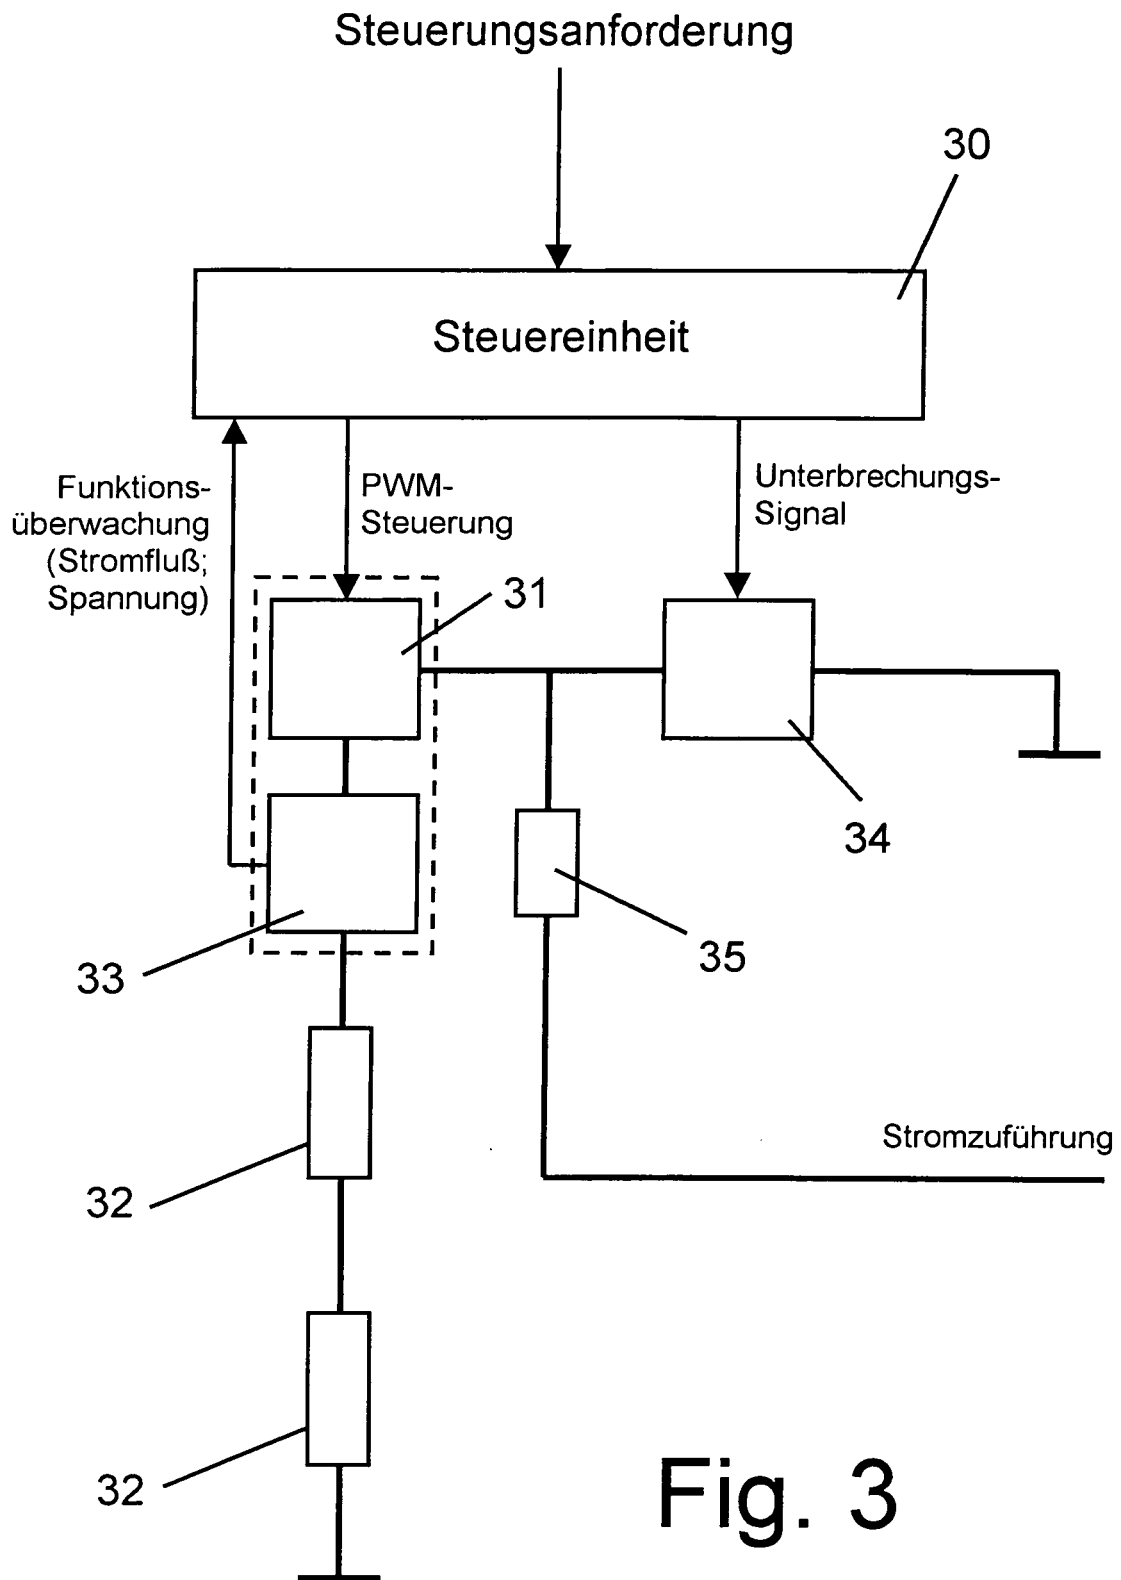 Steuerungsanforderung
30
Steuereinheit
Funktions-
überwachung
(Stromfluß;
Spannung)
PWM-
Steuerung
Unterbrechungs-
Signal
31
34
35
33
Stromzuführung
32
32
Fig. 3